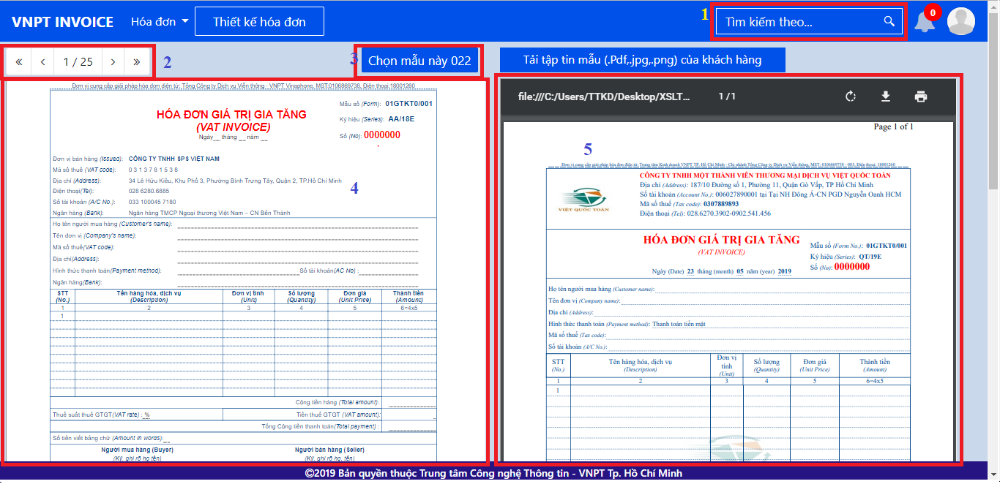 VNPT INVOICE Hóa đơn Thiết kế hóa đơn 1 Tìm kiếm theo... 0
« ‹ 1 / 25 › » 2 3 Chọn mẫu này 022 Tải tập tin mẫu (.Pdf,.jpg,.png) của khách hàng
Đơn vị cung cấp giải pháp hóa đơn điện tử: Tổng Công ty Dịch vụ Viễn thông - VNPT Vinaphone, MST:0106869738, Điện thoại:18001260
Mẫu số (Form): 01GTKT0/001
HÓA ĐƠN GIÁ TRỊ GIA TĂNG
Ký hiệu (Series): AA/18E
(VAT INVOICE)
Số (No): 0000000
Ngày__ tháng __ năm __
Đơn vị bán hàng (Issued): CÔNG TY TNHH SPS VIỆT NAM
Mã số thuế (VAT code): 0 3 1 3 7 8 1 5 3 8
Địa chỉ (Address): 34 Lê Hữu Kiều, Khu Phố 3, Phường Bình Trưng Tây, Quận 2, TP.Hồ Chí Minh
4
Điện thoại(Tel): 028 6280.6885
Số tài khoản (A/C No.): 033 100045 7180
Ngân hàng (Bank): Ngân hàng TMCP Ngoại thương Việt Nam – CN Bến Thành
Họ tên người mua hàng (Customer's name):
Tên đơn vị (Company's name):
Mã số thuế(VAT code):
Địa chỉ(Address):
Hình thức thanh toán(Payment method): Số tài khoản(AC No) :
Ngân hàng(Bank):
STT Tên hàng hóa, dịch vụ Đơn vị tính Số lượng Đơn giá Thành tiền
(No.) (Description) (Unit) (Quantity) (Unit Price) (Amount)
1 2 3 4 5 6=4x5
1
Cộng tiền hàng (Total amount):
Thuế suất thuế GTGT(VAT rate) : % Tiền thuế GTGT (VAT amount):
Tổng Cộng tiền thanh toán(Total payment) :
Số tiền viết bằng chữ (Amount in words):
Người mua hàng (Buyer) Người bán hàng (Seller)
(Ký, ghi rõ họ tên) (Ký, ghi rõ họ tên)
file:///C:/Users/TTKD/Desktop/XSLT... 1 / 1
Page 1 of 1
5
Đơn vị cung cấp giải pháp hóa đơn điện tử: Trung tâm Kinh doanh VNPT TP. Hồ Chí Minh - Chi nhánh Tổng Công ty Dịch vụ Viễn thông, MST: 0106869738 - 005, Điện thoại: 18001260
CÔNG TY TNHH MỘT THÀNH VIÊN THƯƠNG MẠI DỊCH VỤ VIỆT QUỐC TOÀN
Địa chỉ (Address): 187/10 Đường số 1, Phường 11, Quận Gò Vấp, TP Hồ Chí Minh
Số tài khoản (Account No.): 006027890001 tại Tại NH Đông Á-CN PGD Nguyễn Oanh HCM
Mã số thuế (Tax code): 0307889893
VIỆT QUỐC TOÀN
Điện thoại (Tel): 028.6270.3902-0902.541.456
HÓA ĐƠN GIÁ TRỊ GIA TĂNG
Mẫu số (Form No.): 01GTKT0/001
(VAT INVOICE)
Ký hiệu (Series): QT/19E
Số (No): 0000000
Ngày (Date) 23 tháng (month) 05 năm (year) 2019
Họ tên người mua hàng (Customer name):
Tên đơn vị (Company name):
Địa chỉ (Address):
Hình thức thanh toán (Payment method): Thanh toán tiền mặt
Mã số thuế (Tax code):
Số tài khoản (A/C No.):
STT Tên hàng hóa, dịch vụ Đơn vị tính Số lượng Đơn giá Thành tiền
(No.) (Description) (Unit) (Quantity) (Unit Price) (Amount)
1 2 3 4 5 6=4x5
1
©2019 Bản quyền thuộc Trung tâm Công nghệ Thông tin - VNPT Tp. Hồ Chí Minh